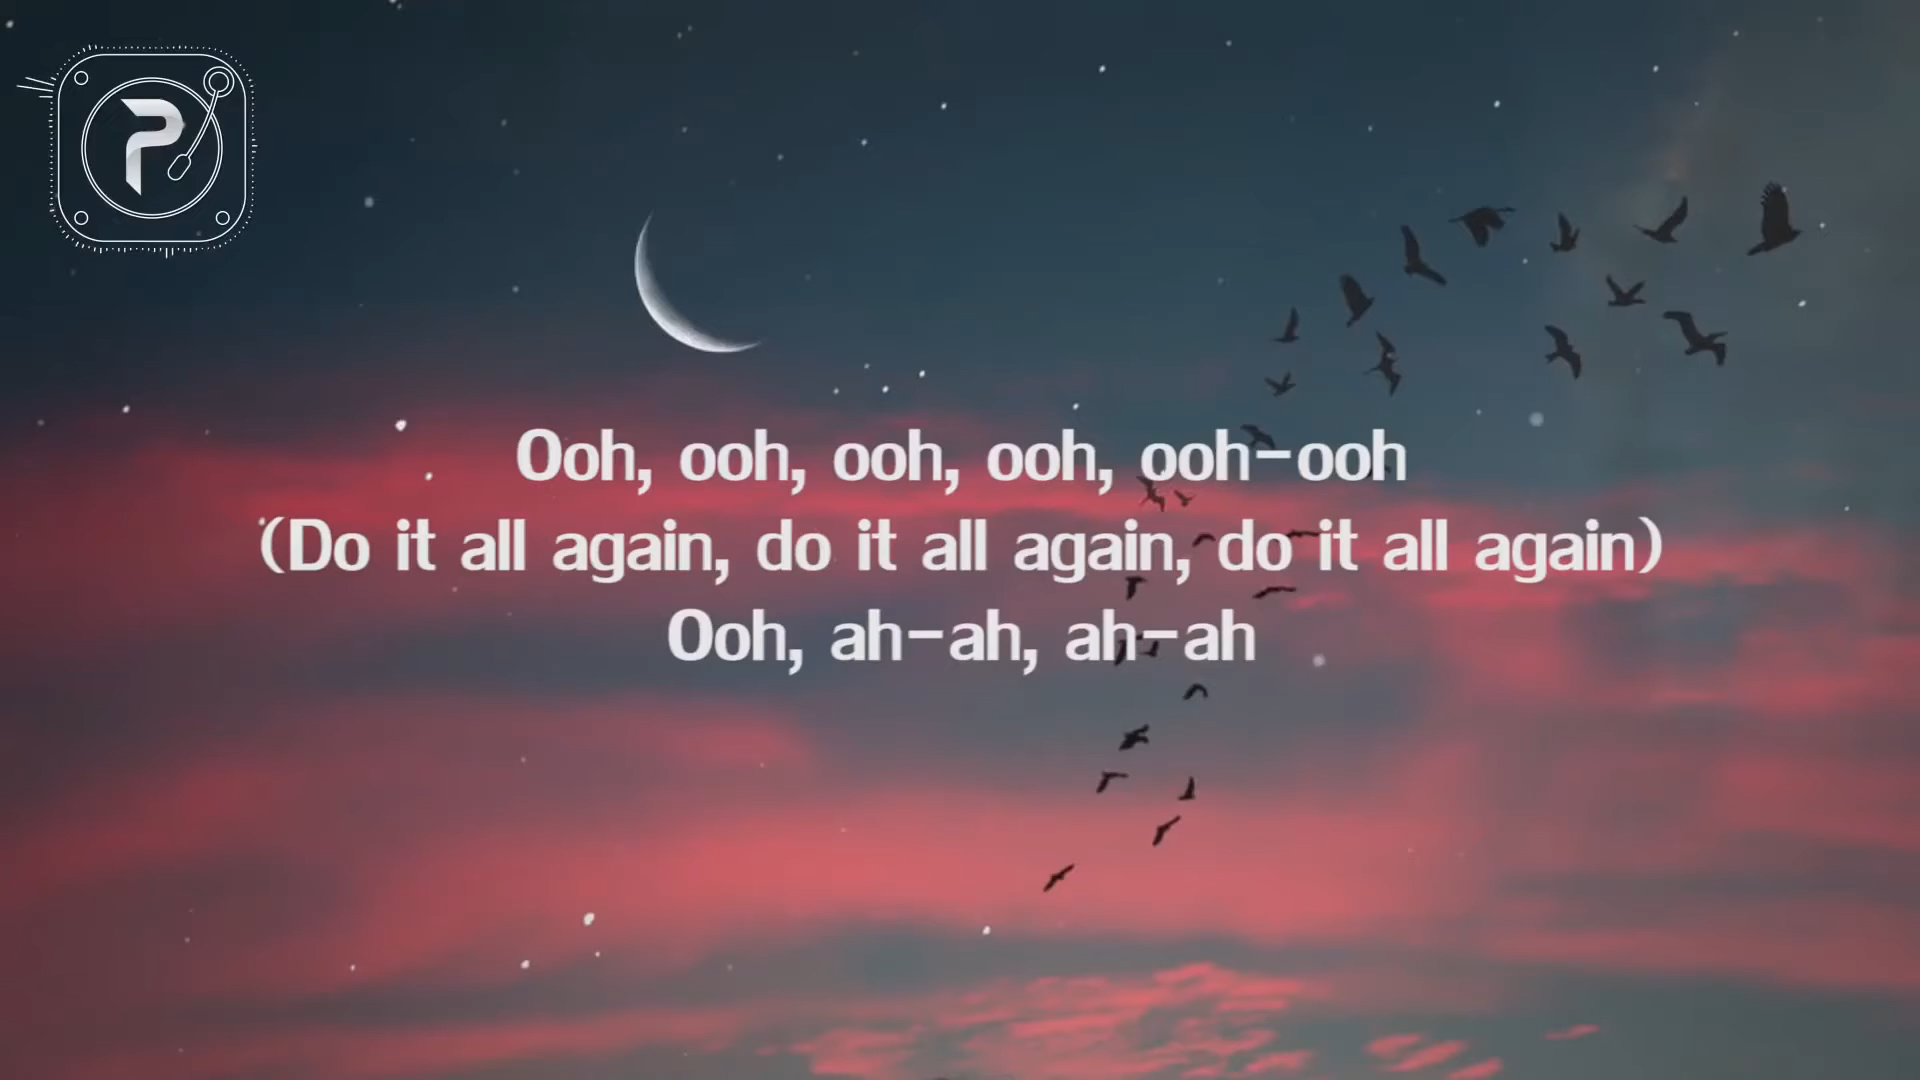 P
Ooh, ooh, ooh, ooh, ooh-ooh
(Do it all again, do it all again, do it all again)
Ooh, ah-ah, ah-ah